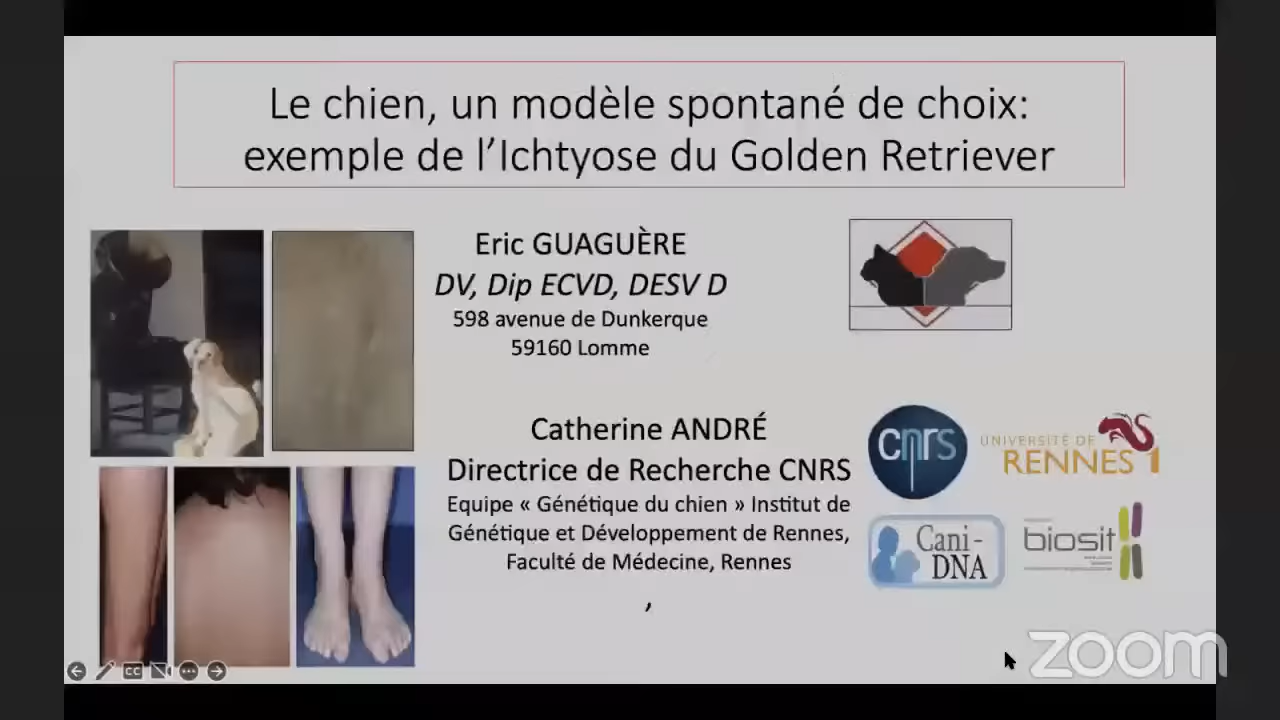 Le chien, un modèle spontané de choix:
exemple de l’Ichtyose du Golden Retriever
Eric GUAGUÈRE
DV, Dip ECVD, DESV D
598 avenue de Dunkerque
59160 Lomme
Catherine ANDRÉ
Directrice de Recherche CNRS
Equipe « Génétique du chien » Institut de
Génétique et Développement de Rennes,
Faculté de Médecine, Rennes
,
cnrs
UNIVERSITÉ DE
RENNES 1
Cani-
DNA
biosit
CC
zoom